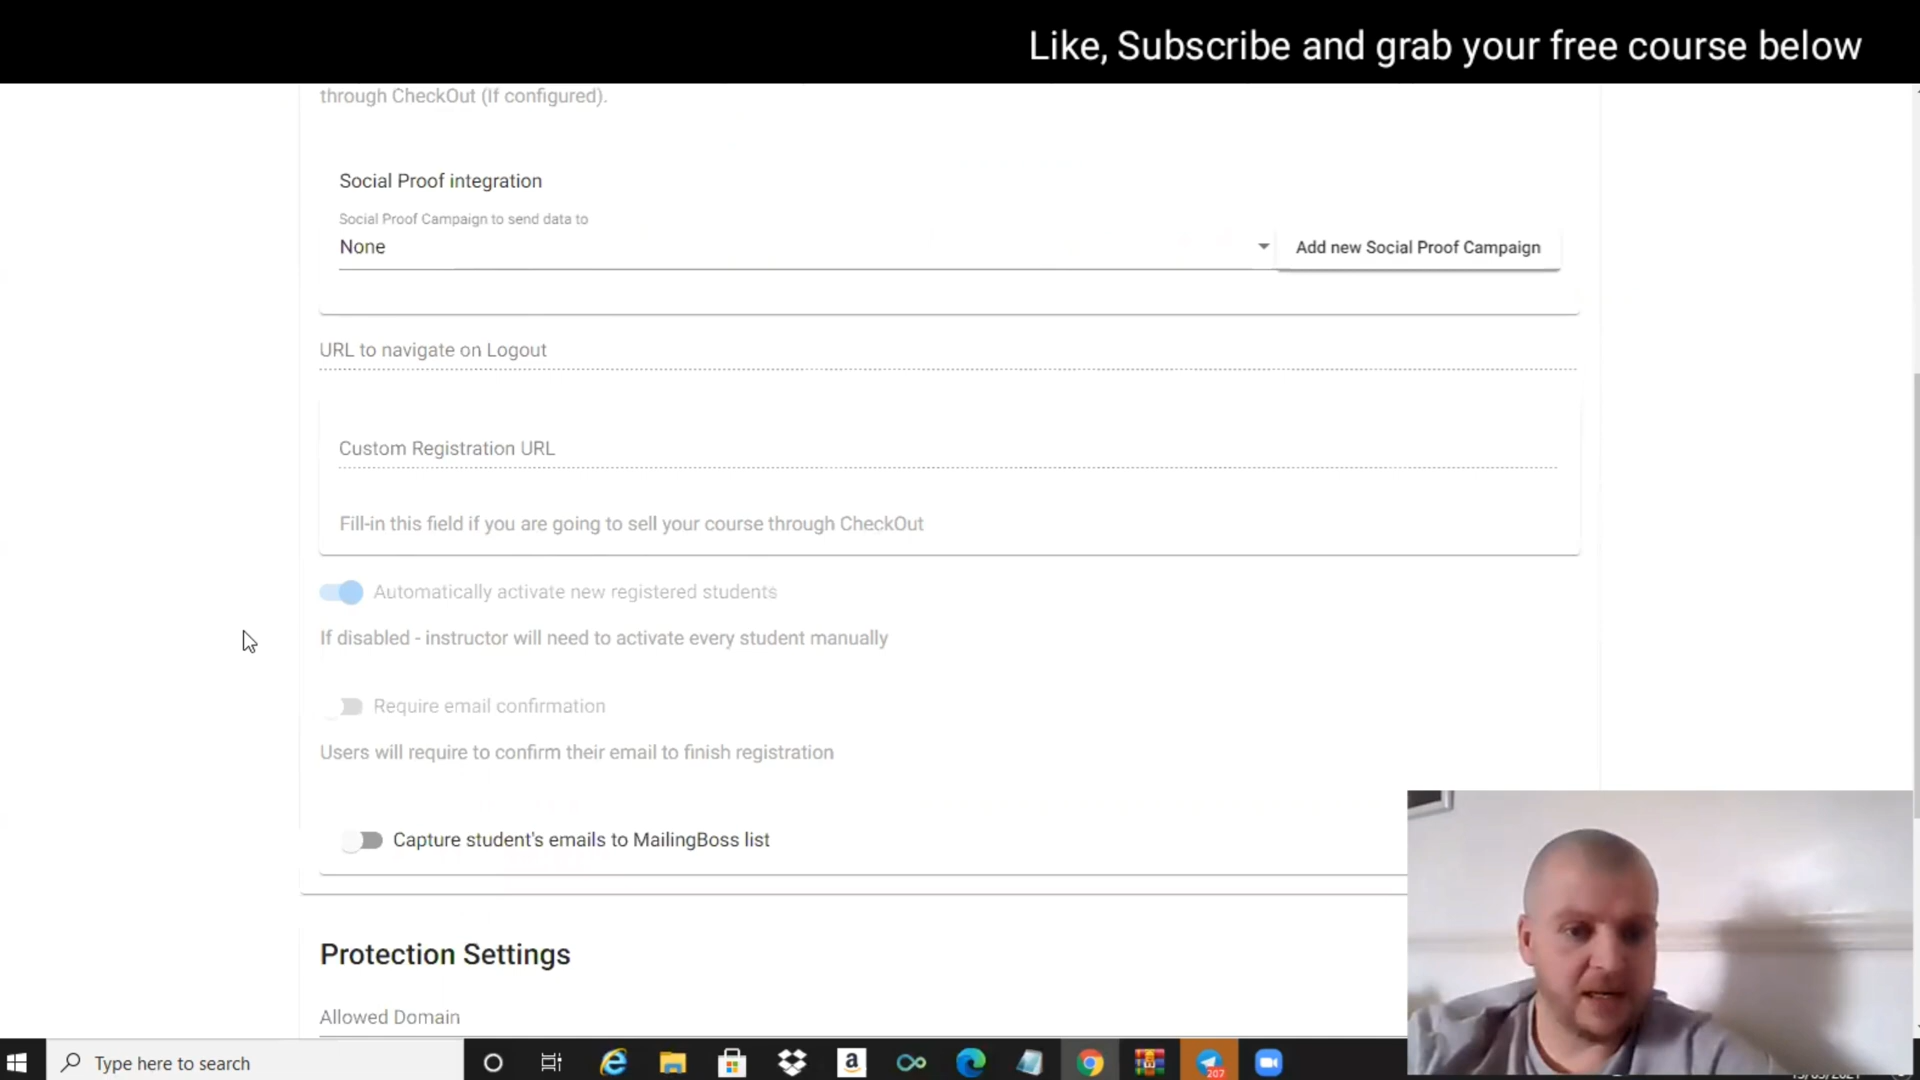 Like, Subscribe and grab your free course below
through CheckOut (If configured).
Social Proof integration
Social Proof Campaign to send data to
None
Add new Social Proof Campaign
URL to navigate on Logout
Custom Registration URL
Fill-in this field if you are going to sell your course through CheckOut
Automatically activate new registered students
If disabled - instructor will need to activate every student manually
Require email confirmation
Users will require to confirm their email to finish registration
Capture student's emails to MailingBoss list
Protection Settings
Allowed Domain
Type here to search
a
207